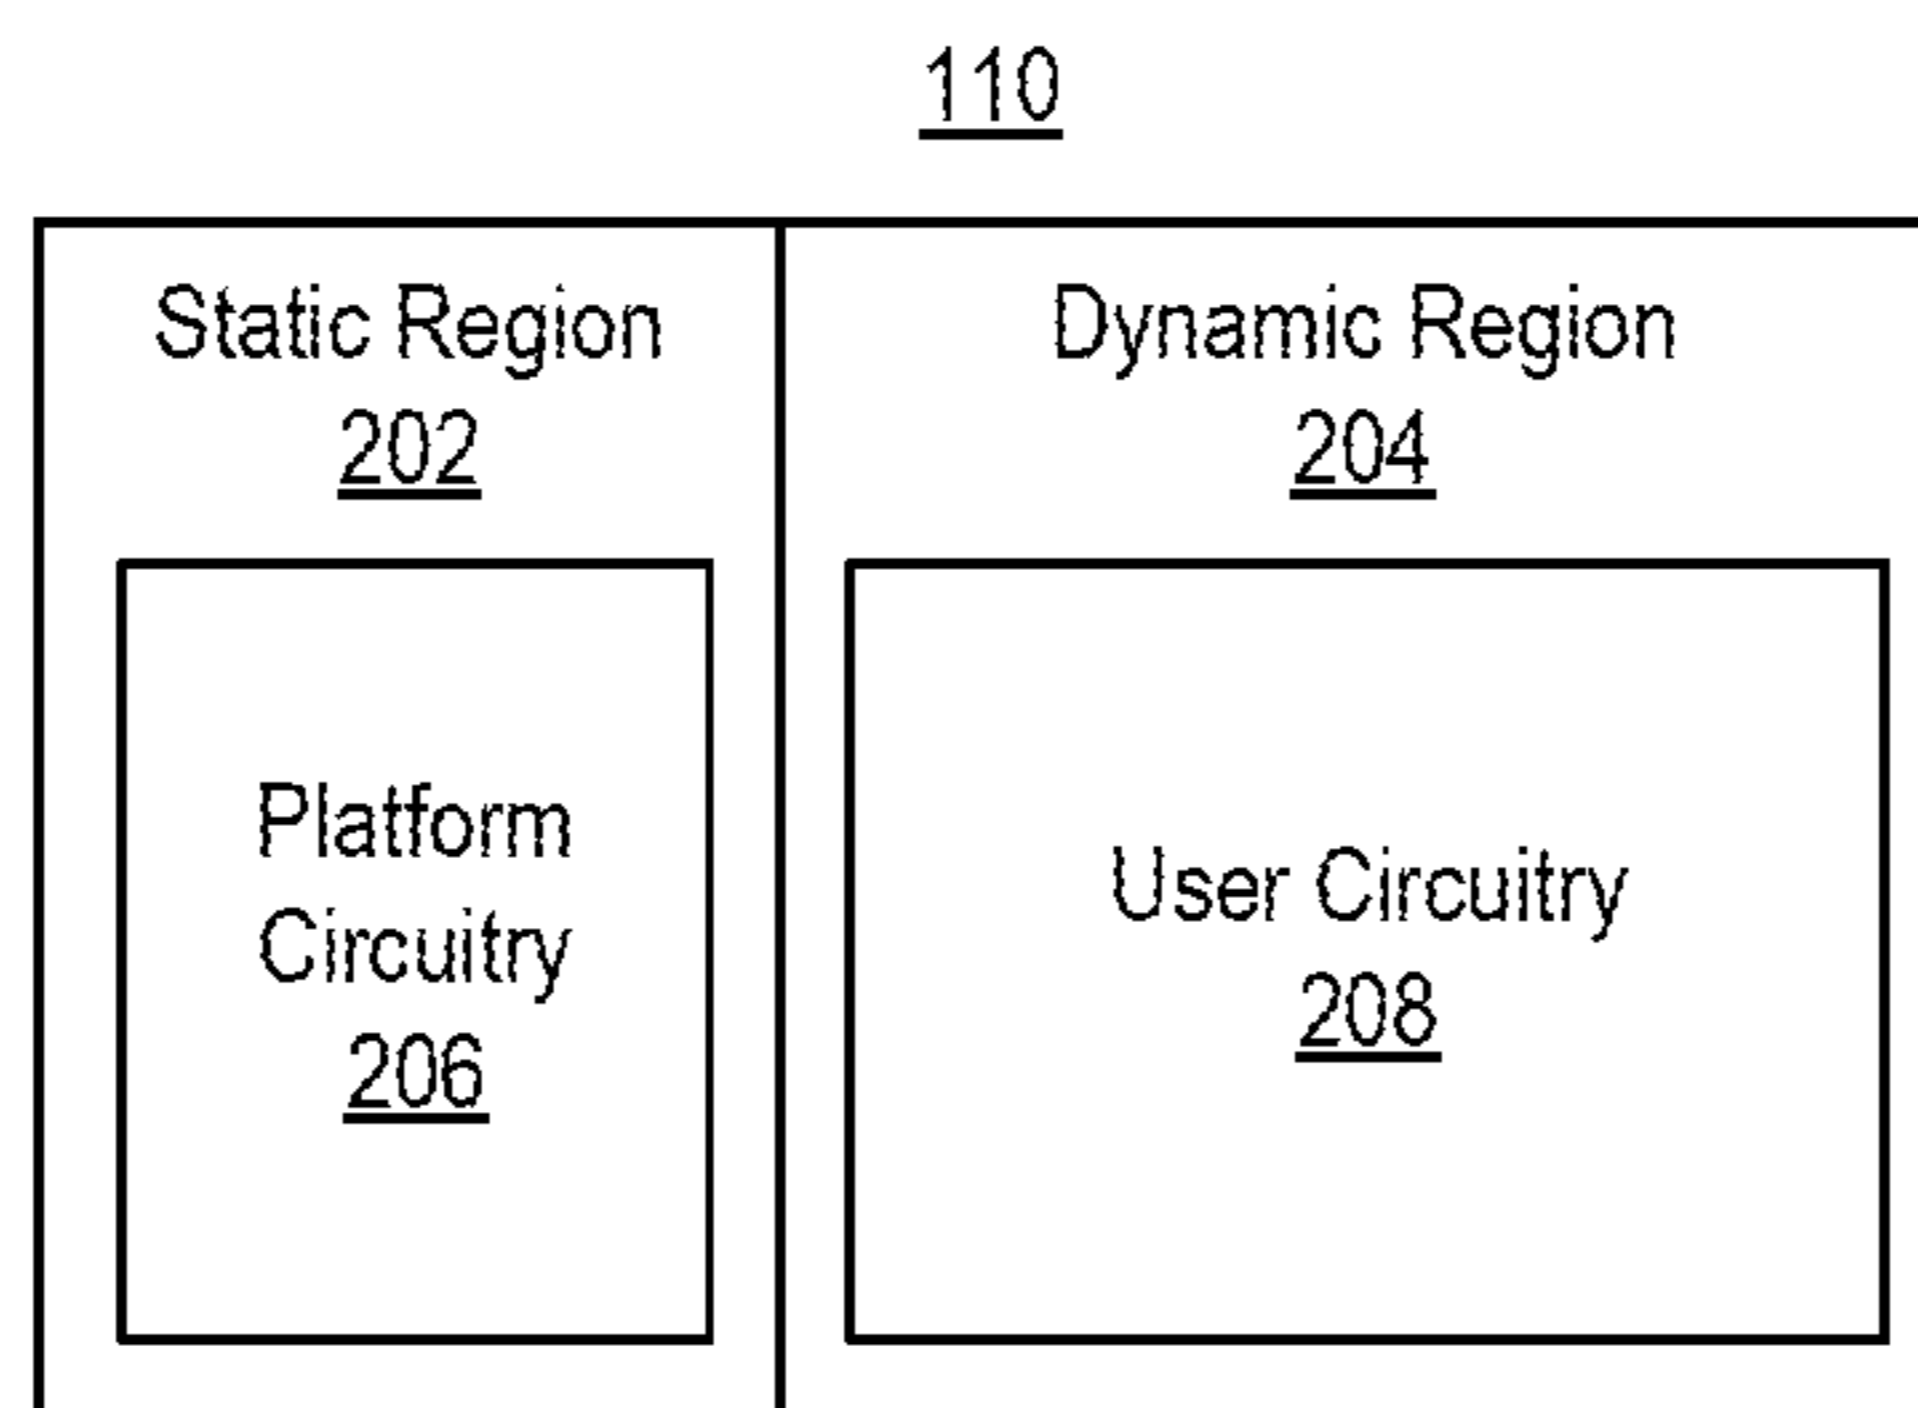 110
Static Region
202
Dynamic Region
204
Platform
Circuitry
206
User Circuitry
208